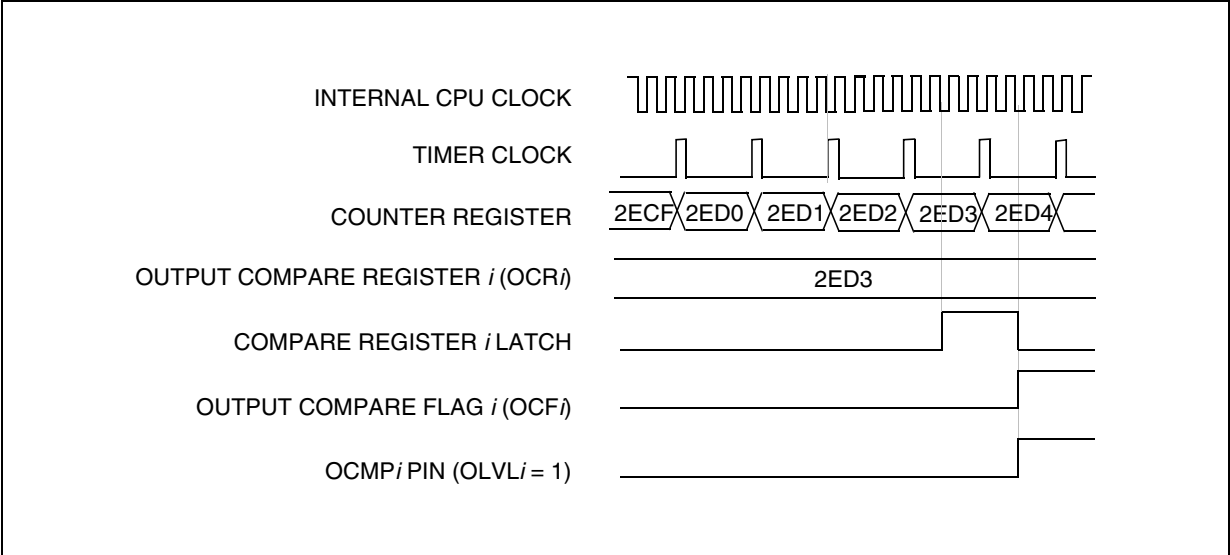 INTERNAL CPU CLOCK
TIMER CLOCK
COUNTER REGISTER 2ECF 2ED0 2ED1 2ED2 2ED3 2ED4
OUTPUT COMPARE REGISTER i (OCRi) 2ED3
COMPARE REGISTER i LATCH
OUTPUT COMPARE FLAG i (OCFi)
OCMPi PIN (OLVLi = 1)